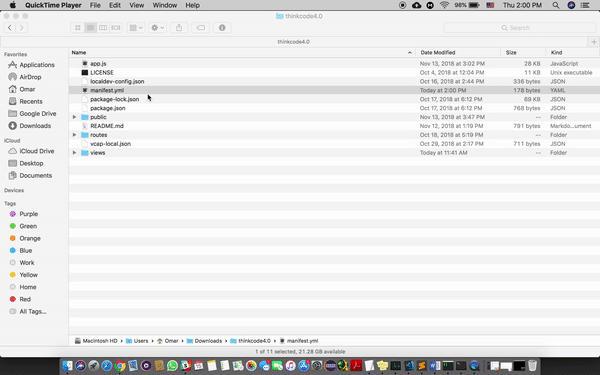 QuickTime Player File Edit View Window Help 98% Thu 2:00 PM
thinkcode4.0
Search
thinkcode4.0
Favorites
Applications
AirDrop
Omar
Recents
Google Drive
Downloads
iCloud
iCloud Drive
Desktop
Documents
Devices
Tags
Purple
Green
Orange
Blue
Work
Yellow
Home
Red
All Tags...
Name Date Modified Size Kind
app.js Nov 13, 2018 at 3:02 PM 28 KB JavaScript
LICENSE Oct 4, 2018 at 12:04 PM 11 KB Unix executable
localdev-config.json Oct 16, 2018 at 2:44 PM 336 bytes JSON
manifest.yml Today at 2:00 PM 178 bytes YAML
package-lock.json Oct 17, 2018 at 6:12 PM 69 KB JSON
package.json Oct 17, 2018 at 6:12 PM 768 bytes JSON
public Nov 13, 2018 at 3:47 PM -- Folder
README.md Nov 12, 2018 at 1:19 PM 791 bytes Markdo...ument
routes Oct 18, 2018 at 5:19 PM -- Folder
vcap-local.json Oct 29, 2018 at 2:17 PM 711 bytes JSON
views Today at 11:41 AM -- Folder
Macintosh HD Users Omar Downloads thinkcode4.0 manifest.yml
1 of 11 selected, 21.28 GB available